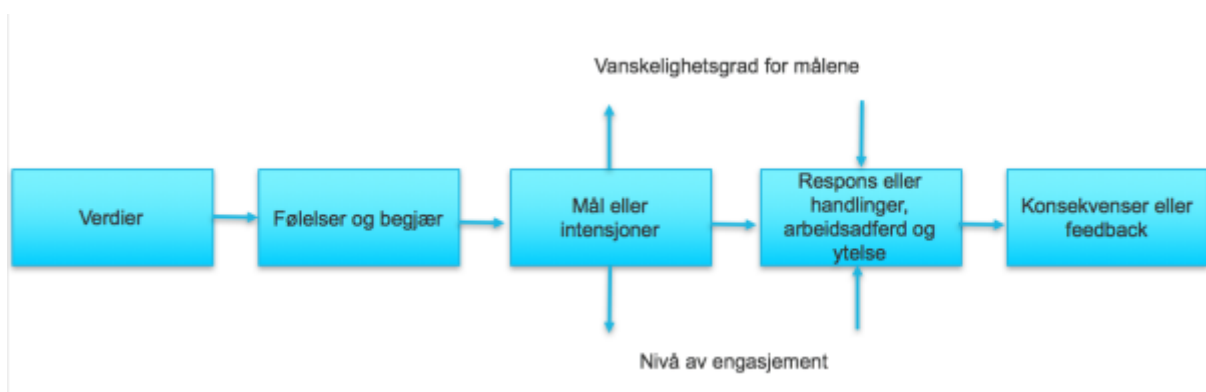 Vanskelighetsgrad for målene
Verdier
Følelser og begjær
Mål eller
intensjoner
Respons eller
handlinger,
arbeidsadferd og
ytelse
Konsekvenser eller
feedback
Nivå av engasjement